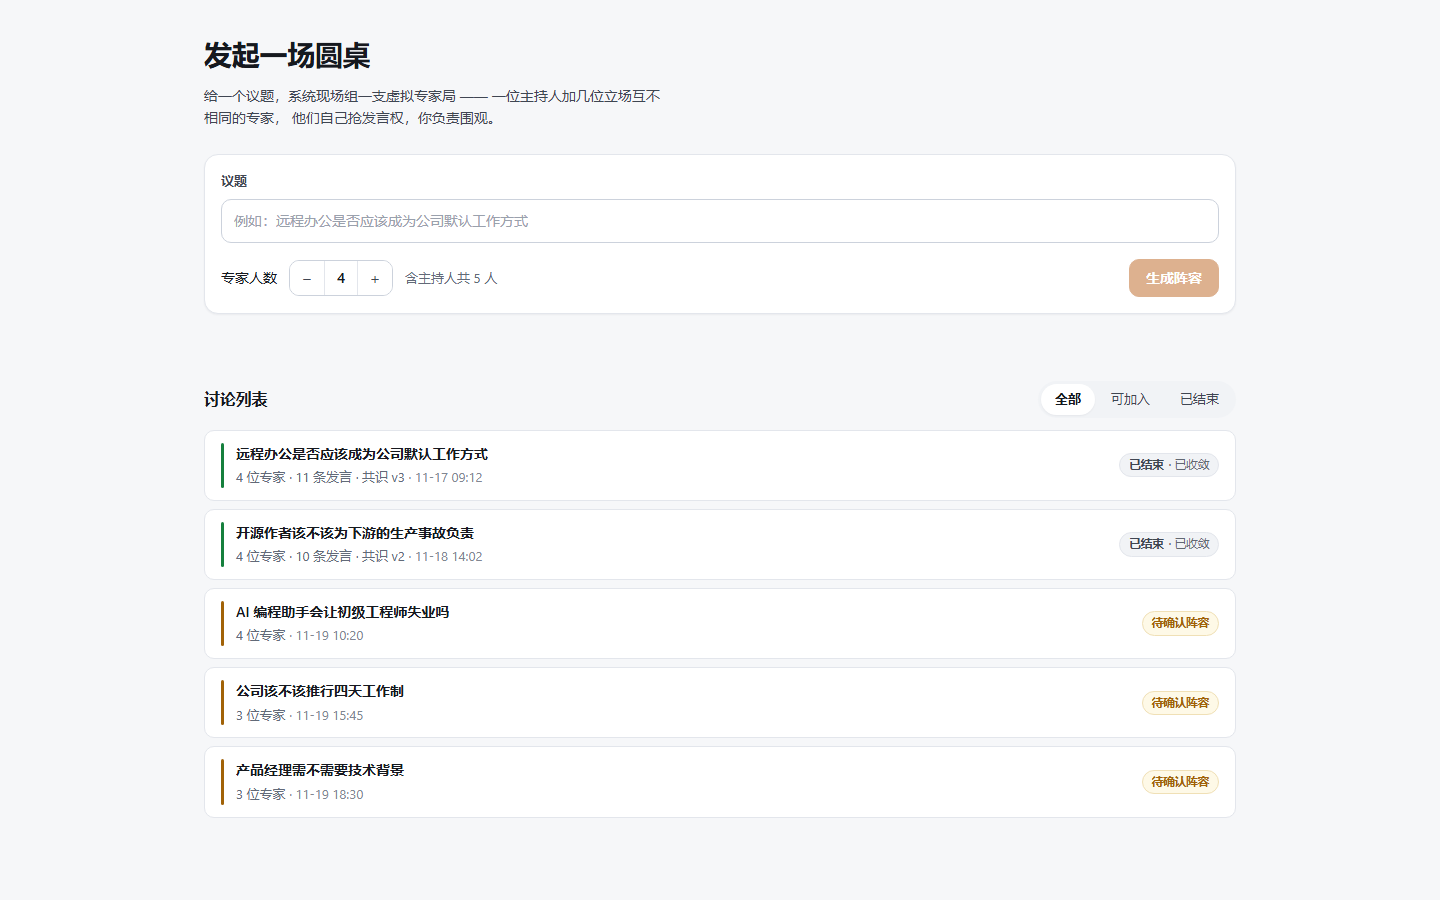 发起一场圆桌
给一个议题，系统现场组一支虚拟专家局 —— 一位主持人加几位立场互不
相同的专家， 他们自己抢发言权，你负责围观。
议题
例如：远程办公是否应该成为公司默认工作方式
专家人数 − 4 + 含主持人共 5 人 生成阵容
讨论列表 全部 可加入 已结束
远程办公是否应该成为公司默认工作方式
4 位专家 · 11 条发言 · 共识 v3 · 11-17 09:12
已结束 · 已收敛
开源作者该不该为下游的生产事故负责
4 位专家 · 10 条发言 · 共识 v2 · 11-18 14:02
已结束 · 已收敛
AI 编程助手会让初级工程师失业吗
4 位专家 · 11-19 10:20
待确认阵容
公司该不该推行四天工作制
3 位专家 · 11-19 15:45
待确认阵容
产品经理需不需要技术背景
3 位专家 · 11-19 18:30
待确认阵容